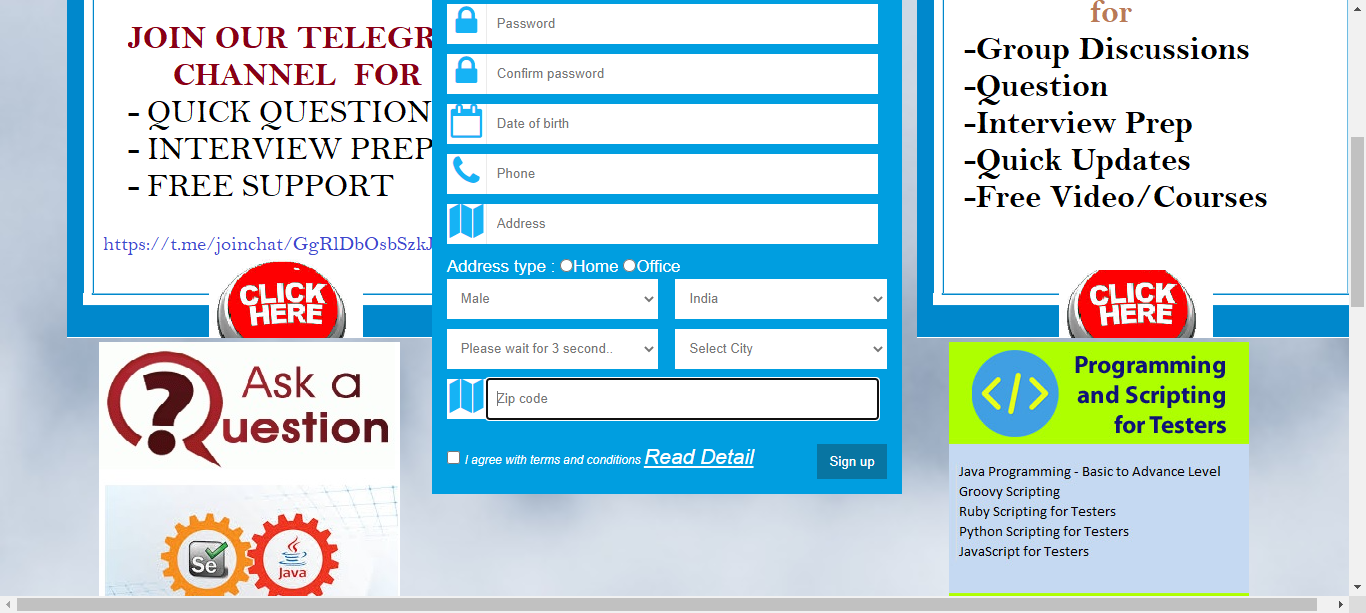 JOIN OUR TELEGR
CHANNEL FOR
- QUICK QUESTION
- INTERVIEW PREP
- FREE SUPPORT
https://t.me/joinchat/GgRlDbOsbSzkJ
CLICK
HERE
Ask a
uestion
Se
Java
Password
Confirm password
Date of birth
Phone
Address
Address type : Home Office
Male India
Please wait for 3 second.. Select City
Zip code
I agree with terms and conditions Read Detail Sign up
for
-Group Discussions
-Question
-Interview Prep
-Quick Updates
-Free Video/Courses
CLICK
HERE
</> Programming
and Scripting
for Testers
Java Programming - Basic to Advance Level
Groovy Scripting
Ruby Scripting for Testers
Python Scripting for Testers
JavaScript for Testers